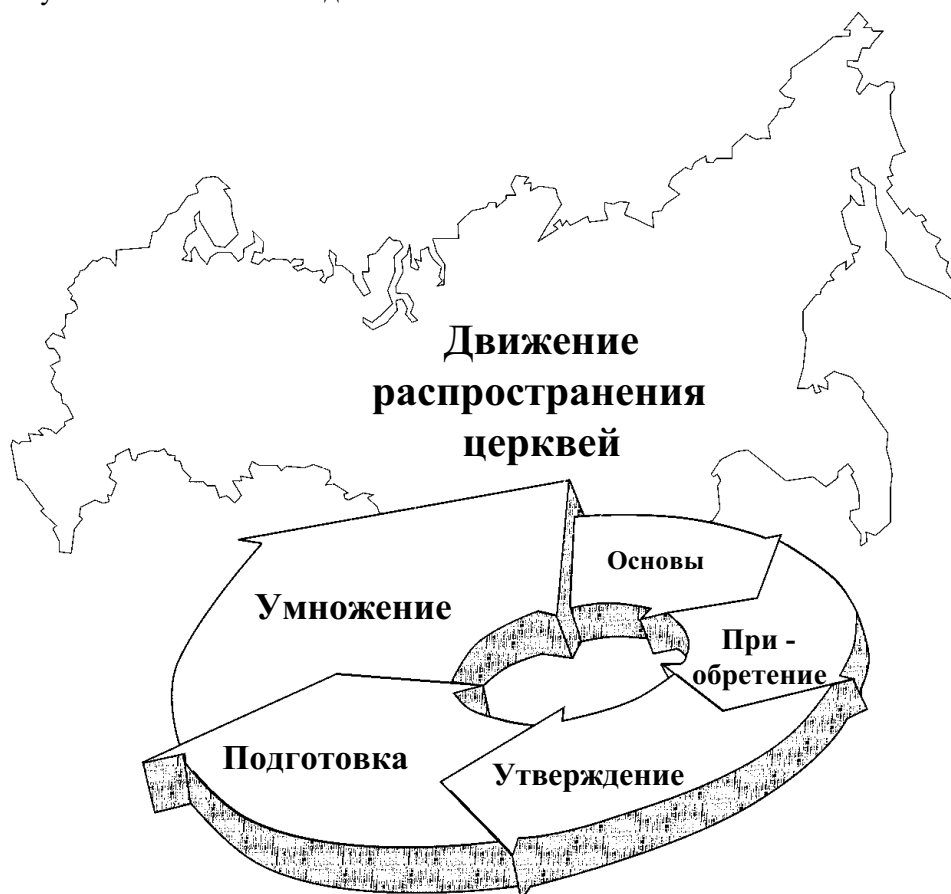 Движение
распространения
церквей
Основы
Умножение
При -
обретение
Подготовка
Утверждение